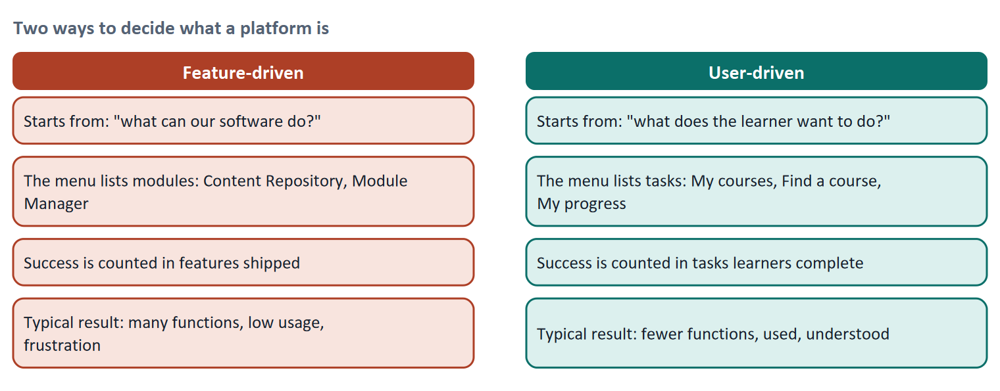 Two ways to decide what a platform is
Feature-driven
Starts from: "what can our software do?"
The menu lists modules: Content Repository, Module
Manager
Success is counted in features shipped
Typical result: many functions, low usage,
frustration
User-driven
Starts from: "what does the learner want to do?"
The menu lists tasks: My courses, Find a course,
My progress
Success is counted in tasks learners complete
Typical result: fewer functions, used, understood